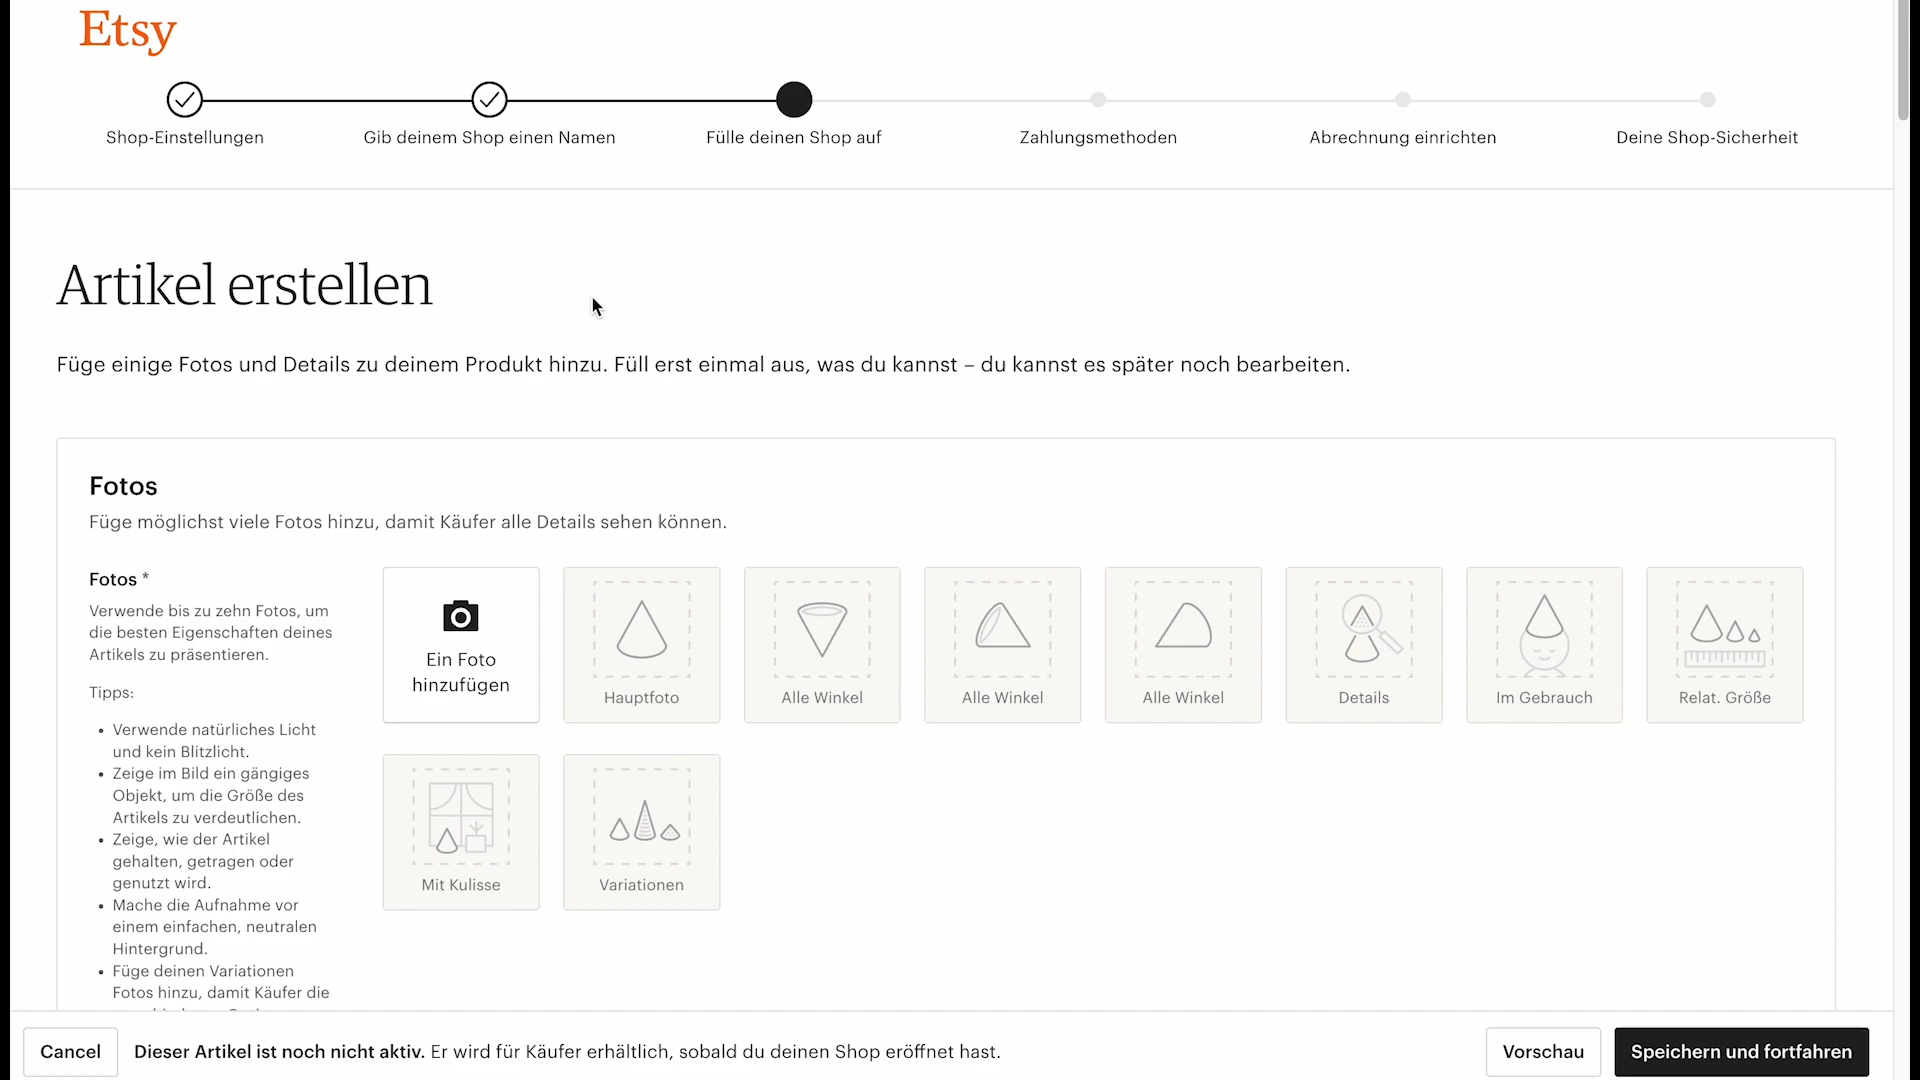 Etsy
Shop-Einstellungen
Gib deinem Shop einen Namen
Fülle deinen Shop auf
Zahlungsmethoden
Abrechnung einrichten
Deine Shop-Sicherheit
Artikel erstellen
Füge einige Fotos und Details zu deinem Produkt hinzu. Füll erst einmal aus, was du kannst – du kannst es später noch bearbeiten.
Fotos
Füge möglichst viele Fotos hinzu, damit Käufer alle Details sehen können.
Fotos *
Verwende bis zu zehn Fotos, um
die besten Eigenschaften deines
Artikels zu präsentieren.
Tipps:
• Verwende natürliches Licht
und kein Blitzlicht.
• Zeige im Bild ein gängiges
Objekt, um die Größe des
Artikels zu verdeutlichen.
• Zeige, wie der Artikel
gehalten, getragen oder
genutzt wird.
• Mache die Aufnahme vor
einem einfachen, neutralen
Hintergrund.
• Füge deinen Variationen
Fotos hinzu, damit Käufer die
Ein Foto
hinzufügen
Hauptfoto
Alle Winkel
Alle Winkel
Alle Winkel
Details
Im Gebrauch
Relat. Größe
Mit Kulisse
Variationen
Cancel
Dieser Artikel ist noch nicht aktiv. Er wird für Käufer erhältlich, sobald du deinen Shop eröffnet hast.
Vorschau
Speichern und fortfahren